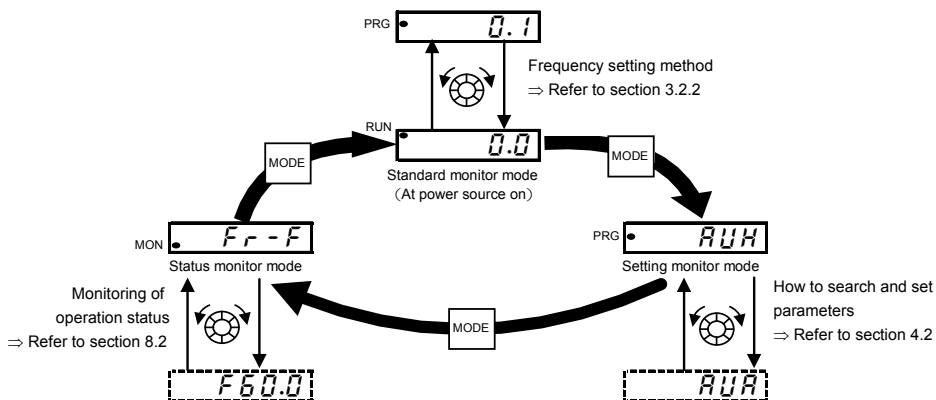 PRG 0.1
Frequency setting method
⇒ Refer to section 3.2.2
RUN 0.0
MODE
MODE
Standard monitor mode
(At power source on)
MON Fr-F
Status monitor mode
PRG AUH
Setting monitor mode
Monitoring of
operation status
⇒ Refer to section 8.2
MODE
How to search and set
parameters
⇒ Refer to section 4.2
F60.0
AUA